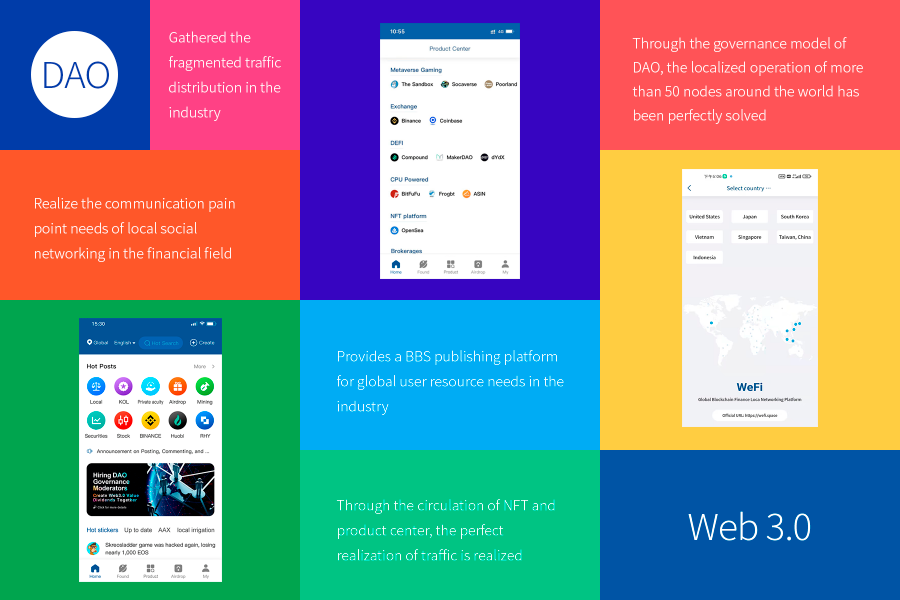 DAO
Gathered the
fragmented traffic
distribution in the
industry
10:55
4G
Product Center
Metaverse Gaming
The Sandbox Socaverse Poorland
Exchange
Binance Coinbase
DEFI
Compound MakerDAO dYdX
CPU Powered
BitFuFu Frogbt ASIN
NFT platform
OpenSea
Brokerages
Home Found Product Airdrop My
Through the governance model of
DAO, the localized operation of more
than 50 nodes around the world has
been perfectly solved
Realize the communication pain
point needs of local social
networking in the financial field
Select country
United States Japan South Korea
Vietnam Singapore Taiwan, China
Indonesia
WeFi
Global Blockchain Finance Loca Networking Platform
Official URL: https://wefi.space
15:30
Global English Hot Search Create
Hot Posts More
Local KOL Private equity Airdrop Mining
Securities Stock BINANCE Huobi RHY
Announcement on Posting, Commenting, and ...
Hiring DAO
Governance
Moderators
Create Web3.0 Value
Dividends Together
Click for more details
Hot stickers Up to date AAX local irrigation
Skreceladder game was hacked again, losing
nearly 1,000 EOS
Home Found Product Airdrop My
Provides a BBS publishing platform
for global user resource needs in the
industry
Through the circulation of NFT and
product center, the perfect
realization of traffic is realized
Web 3.0